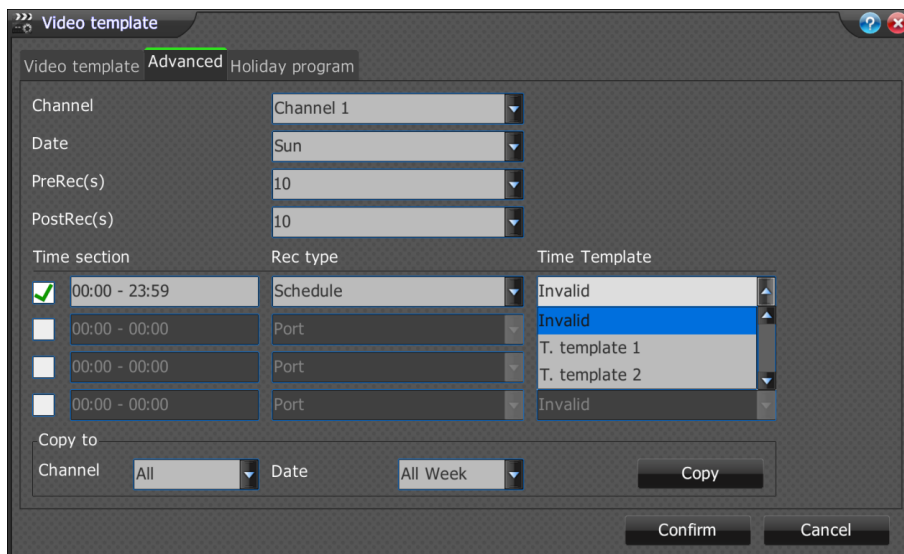 Video template
Video template Advanced Holiday program
Channel Channel 1
Date Sun
PreRec(s) 10
PostRec(s) 10
Time section Rec type Time Template
00:00 - 23:59 Schedule Invalid
00:00 - 00:00 Port Invalid
00:00 - 00:00 Port T. template 1
T. template 2
00:00 - 00:00 Port Invalid
Copy to
Channel All Date All Week Copy
Confirm Cancel